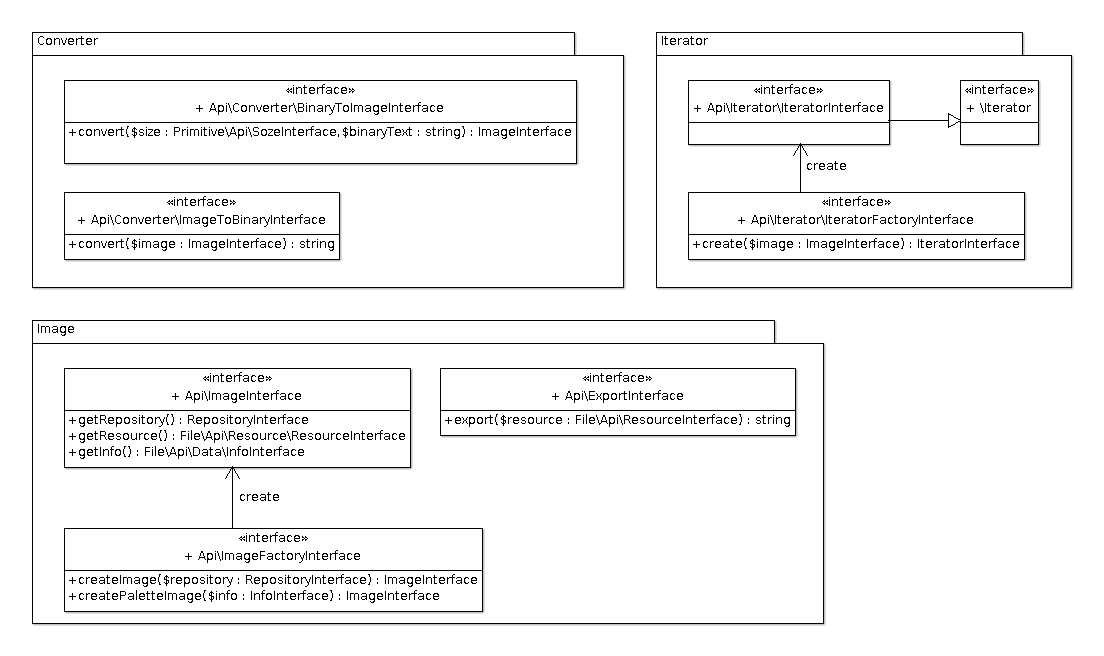 Converter
«interface»
+ Api\Converter\BinaryToImageInterface
+convert($size : Primitive\Api\SozeInterface,$binaryText : string) : ImageInterface
«interface»
+ Api\Converter\ImageToBinaryInterface
+convert($image : ImageInterface) : string
Iterator
«interface»
+ Api\Iterator\IteratorInterface
«interface»
+ \Iterator
create
«interface»
+ Api\Iterator\IteratorFactoryInterface
+create($image : ImageInterface) : IteratorInterface
Image
«interface»
+ Api\ImageInterface
+getRepository() : RepositoryInterface
+getResource() : File\Api\Resource\ResourceInterface
+getInfo() : File\Api\Data\InfoInterface
«interface»
+ Api\ExportInterface
+export($resource : File\Api\ResourceInterface) : string
create
«interface»
+ Api\ImageFactoryInterface
+createImage($repository : RepositoryInterface) : ImageInterface
+createPaletteImage($info : InfoInterface) : ImageInterface